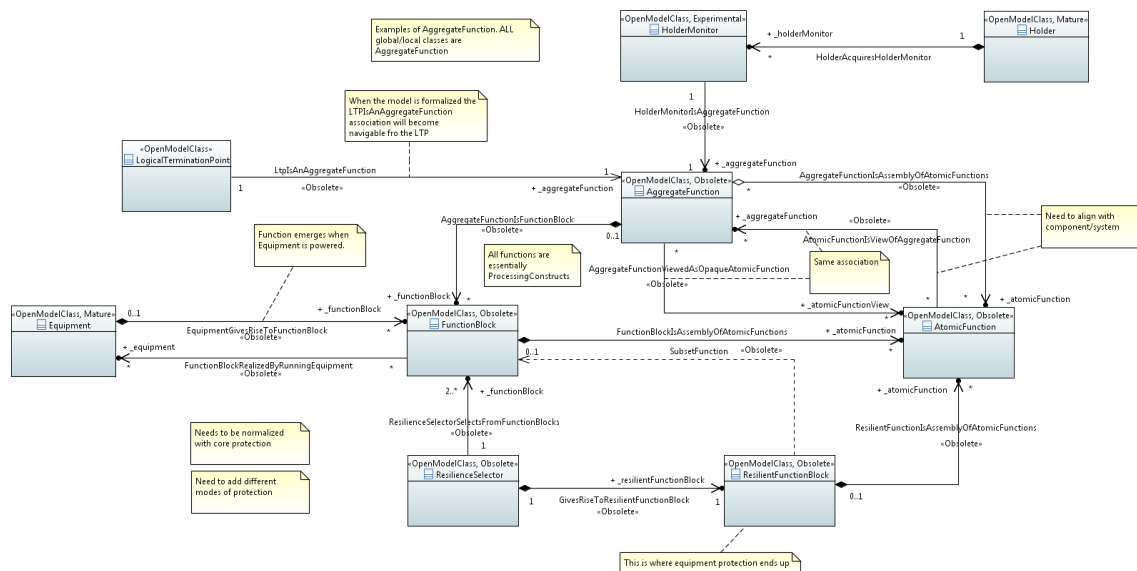 Examples of AggregateFunction. ALL
global/local classes are
AggregateFunction
«OpenModelClass, Experimental»
HolderMonitor
«OpenModelClass, Mature»
Holder
+ _holderMonitor
1
*
HolderAcquiresHolderMonitor
When the model is formalized the
LTPIsAnAggregateFunction
association will become
navigable fro the LTP
1
HolderMonitorIsAggregateFunction
«Obsolete»
«OpenModelClass»
LogicalTerminationPoint
1
+ _aggregateFunction
LtpIsAnAggregateFunction
1
1
«Obsolete»
+ _aggregateFunction
«OpenModelClass, Obsolete»
AggregateFunction
AggregateFunctionIsAssemblyOfAtomicFunctions
«Obsolete»
*
Function emerges when
Equipment is powered.
AggregateFunctionIsFunctionBlock
«Obsolete»
0..1
+ _aggregateFunction
*
«Obsolete»
AtomicFunctionIsViewOfAggregateFunction
Need to align with
component/system
All functions are
essentially
ProcessingConstructs
*
AggregateFunctionViewedAsOpaqueAtomicFunction
«Obsolete»
Same association
+ _functionBlock
*
*
*
+ _atomicFunction
«OpenModelClass, Mature»
Equipment
0..1
+ _functionBlock
*
EquipmentGivesRiseToFunctionBlock
«Obsolete»
«OpenModelClass, Obsolete»
FunctionBlock
+ _atomicFunctionView
*
«OpenModelClass, Obsolete»
AtomicFunction
FunctionBlockIsAssemblyOfAtomicFunctions
+ _atomicFunction
0..1
«Obsolete»
*
+ _equipment
*
FunctionBlockRealizedByRunningEquipment
«Obsolete»
*
SubsetFunction
2..*
+ _functionBlock
+ _atomicFunction
*
ResilienceSelectorSelectsFromFunctionBlocks
«Obsolete»
1
ResilientFunctionIsAssemblyOfAtomicFunctions
«Obsolete»
Needs to be normalized
with core protection
Need to add different
modes of protection
«OpenModelClass, Obsolete»
ResilienceSelector
+ _resilientFunctionBlock
1
GivesRiseToResilientFunctionBlock
1
«Obsolete»
«OpenModelClass, Obsolete»
ResilientFunctionBlock
0..1
This is where equipment protection ends up